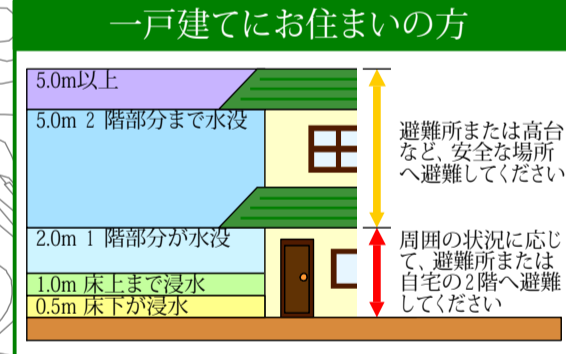 一戸建てにお住まいの方
5.0m以上
5.0m 2 階部分まで水没
2.0m 1 階部分が水没
1.0m 床上まで浸水
0.5m 床下が浸水
避難所または高台
など、安全な場所
へ避難してください
周囲の状況に応じ
て、避難所または
自宅の2階へ避難
してください